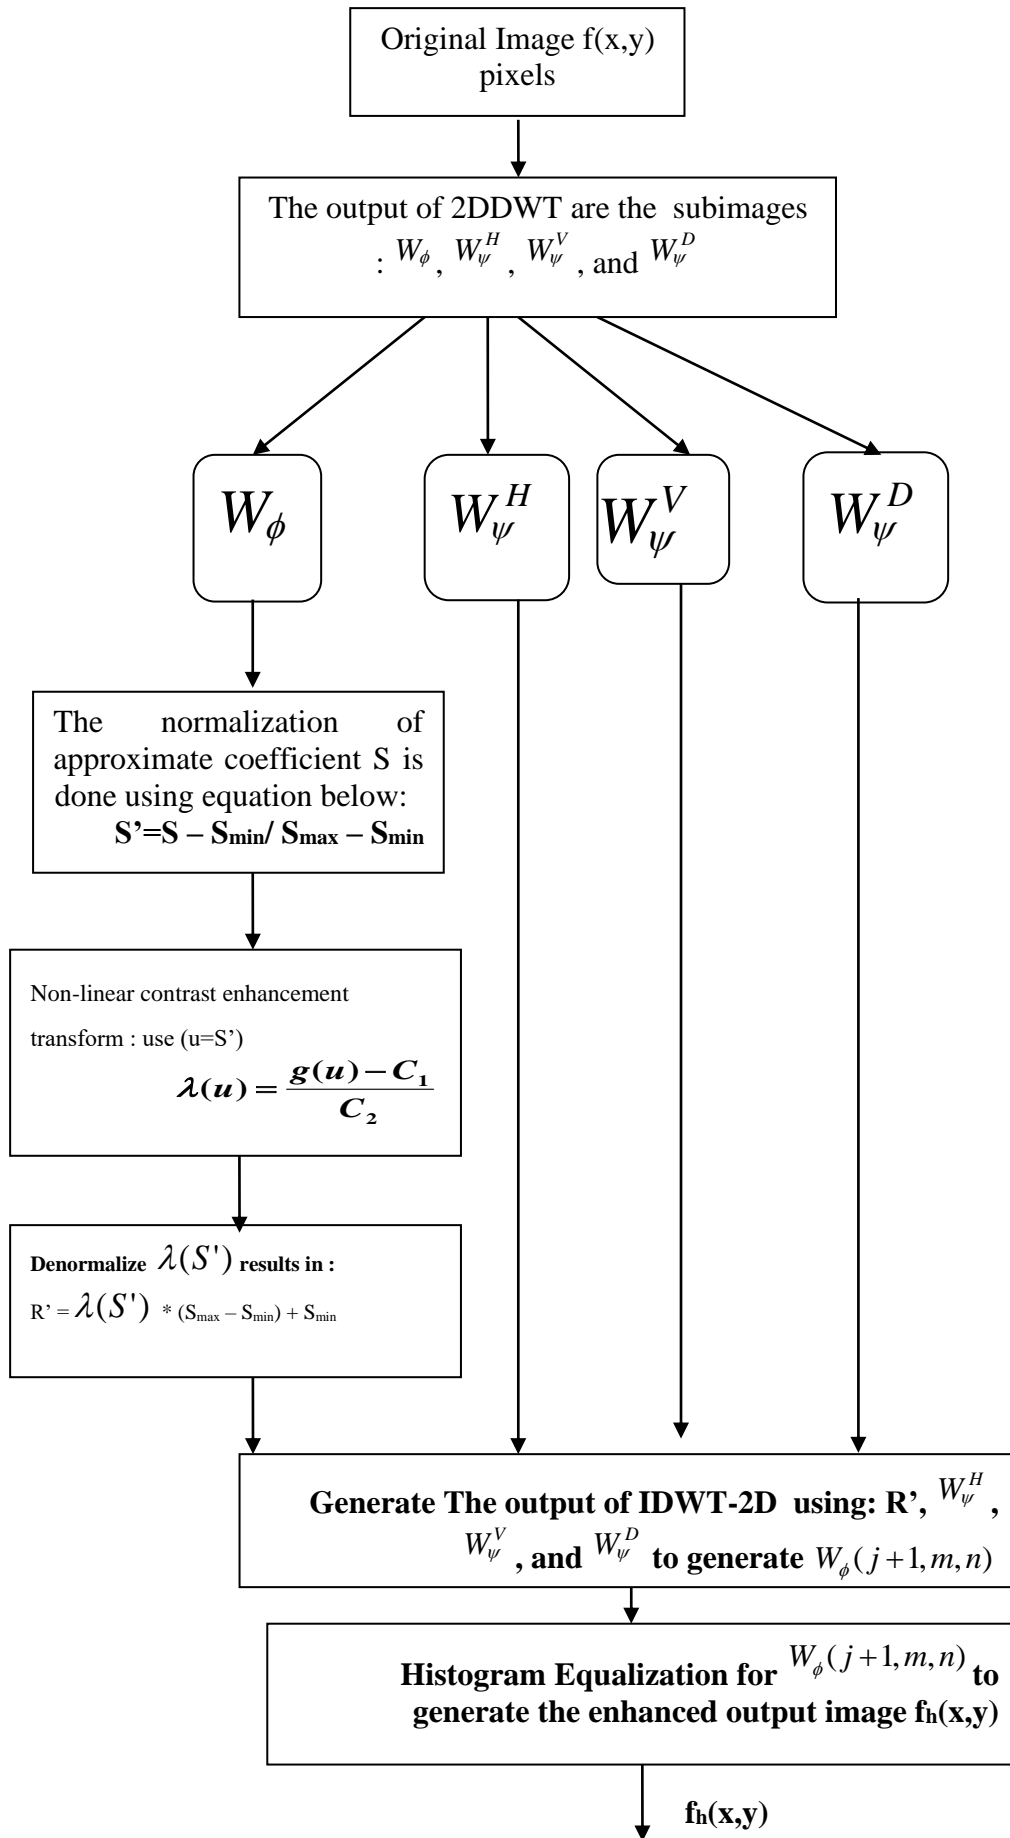 Original Image f(x,y)
pixels
The output of 2DDWT are the subimages
: W_ϕ, W_ψ^H, W_ψ^V, and W_ψ^D
W_ϕ
W_ψ^H
W_ψ^V
W_ψ^D
The normalization of
approximate coefficient S is
done using equation below:
S’=S – Smin/ Smax – Smin
Non-linear contrast enhancement
transform : use (u=S’)
λ(u) = (g(u) – C₁) / C₂
Denormalize λ(S') results in :
R’ = λ(S') * (Smax – Smin) + Smin
Generate The output of IDWT-2D using: R’, W_ψ^H,
W_ψ^V, and W_ψ^D to generate W_ϕ(j+1,m,n)
Histogram Equalization for W_ϕ(j+1,m,n) to
generate the enhanced output image fh(x,y)
fh(x,y)